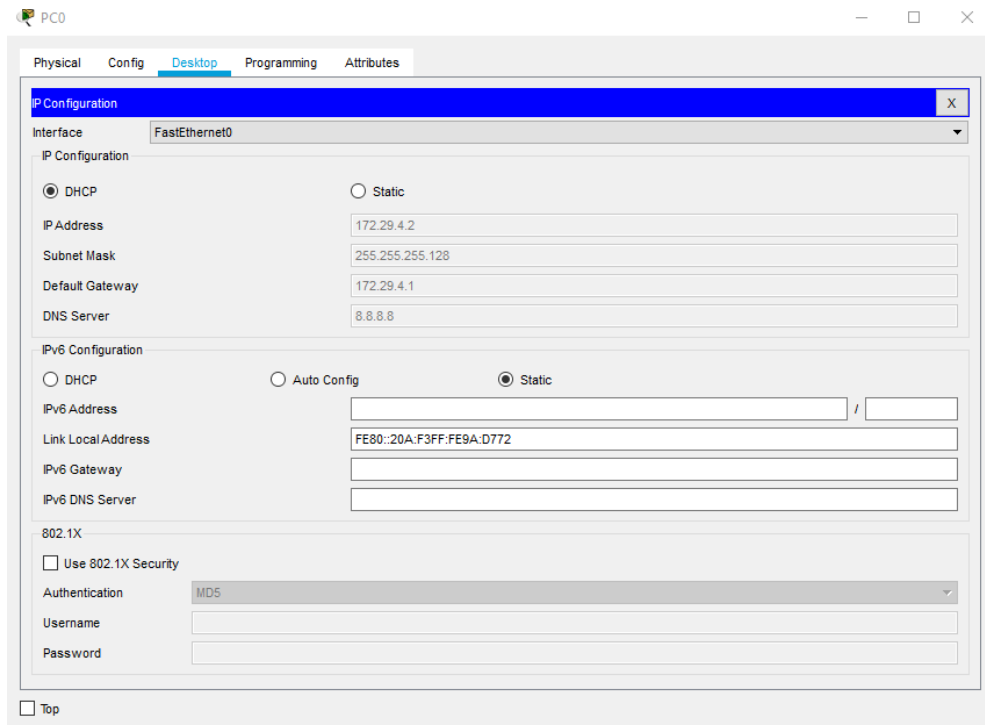 PC0
Physical Config Desktop Programming Attributes
IP Configuration X
Interface FastEthernet0
IP Configuration
DHCP Static
IP Address 172.29.4.2
Subnet Mask 255.255.255.128
Default Gateway 172.29.4.1
DNS Server 8.8.8.8
IPv6 Configuration
DHCP Auto Config Static
IPv6 Address /
Link Local Address FE80::20A:F3FF:FE9A:D772
IPv6 Gateway
IPv6 DNS Server
802.1X
Use 802.1X Security
Authentication MD5
Username
Password
Top